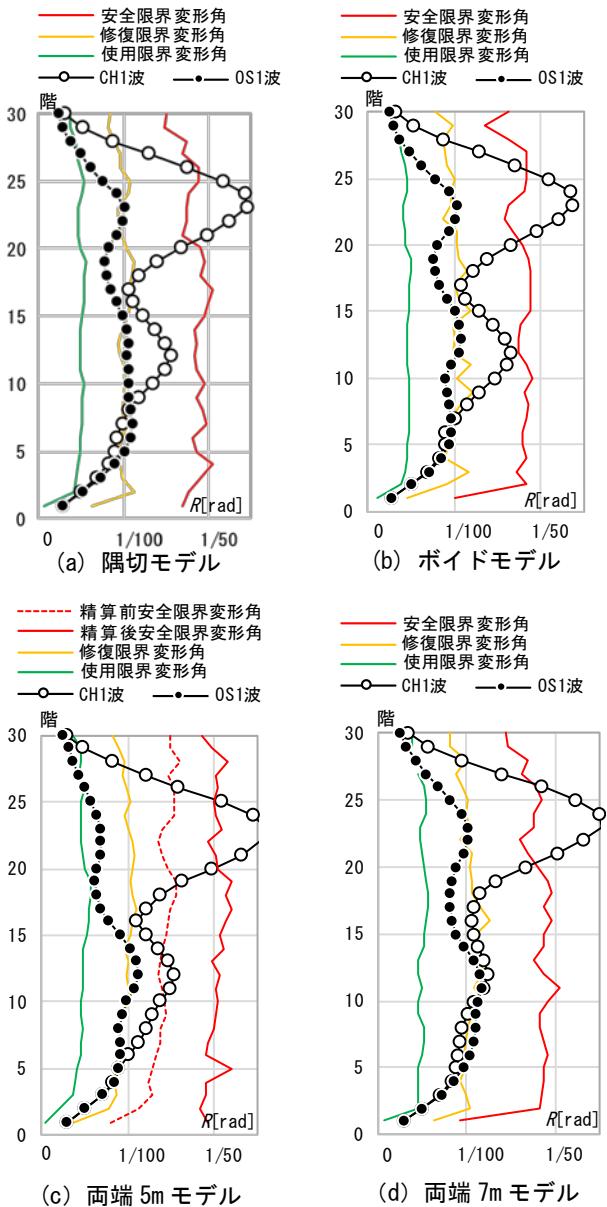 安全限界変形角
修復限界変形角
使用限界変形角
CH1波 OS1波
階
30
25
20
15
10
5
0
R[rad]
0 1/100 1/50
(a) 隅切モデル
安全限界変形角
修復限界変形角
使用限界変形角
CH1波 OS1波
階
30
25
20
15
10
5
0
R[rad]
0 1/100 1/50
(b) ボイドモデル
精算前安全限界変形角
精算後安全限界変形角
修復限界変形角
使用限界変形角
CH1波 OS1波
階
30
25
20
15
10
5
0
R[rad]
0 1/100 1/50
(c) 両端 5m モデル
安全限界変形角
修復限界変形角
使用限界変形角
CH1波 OS1波
階
30
25
20
15
10
5
0
R[rad]
0 1/100 1/50
(d) 両端 7m モデル